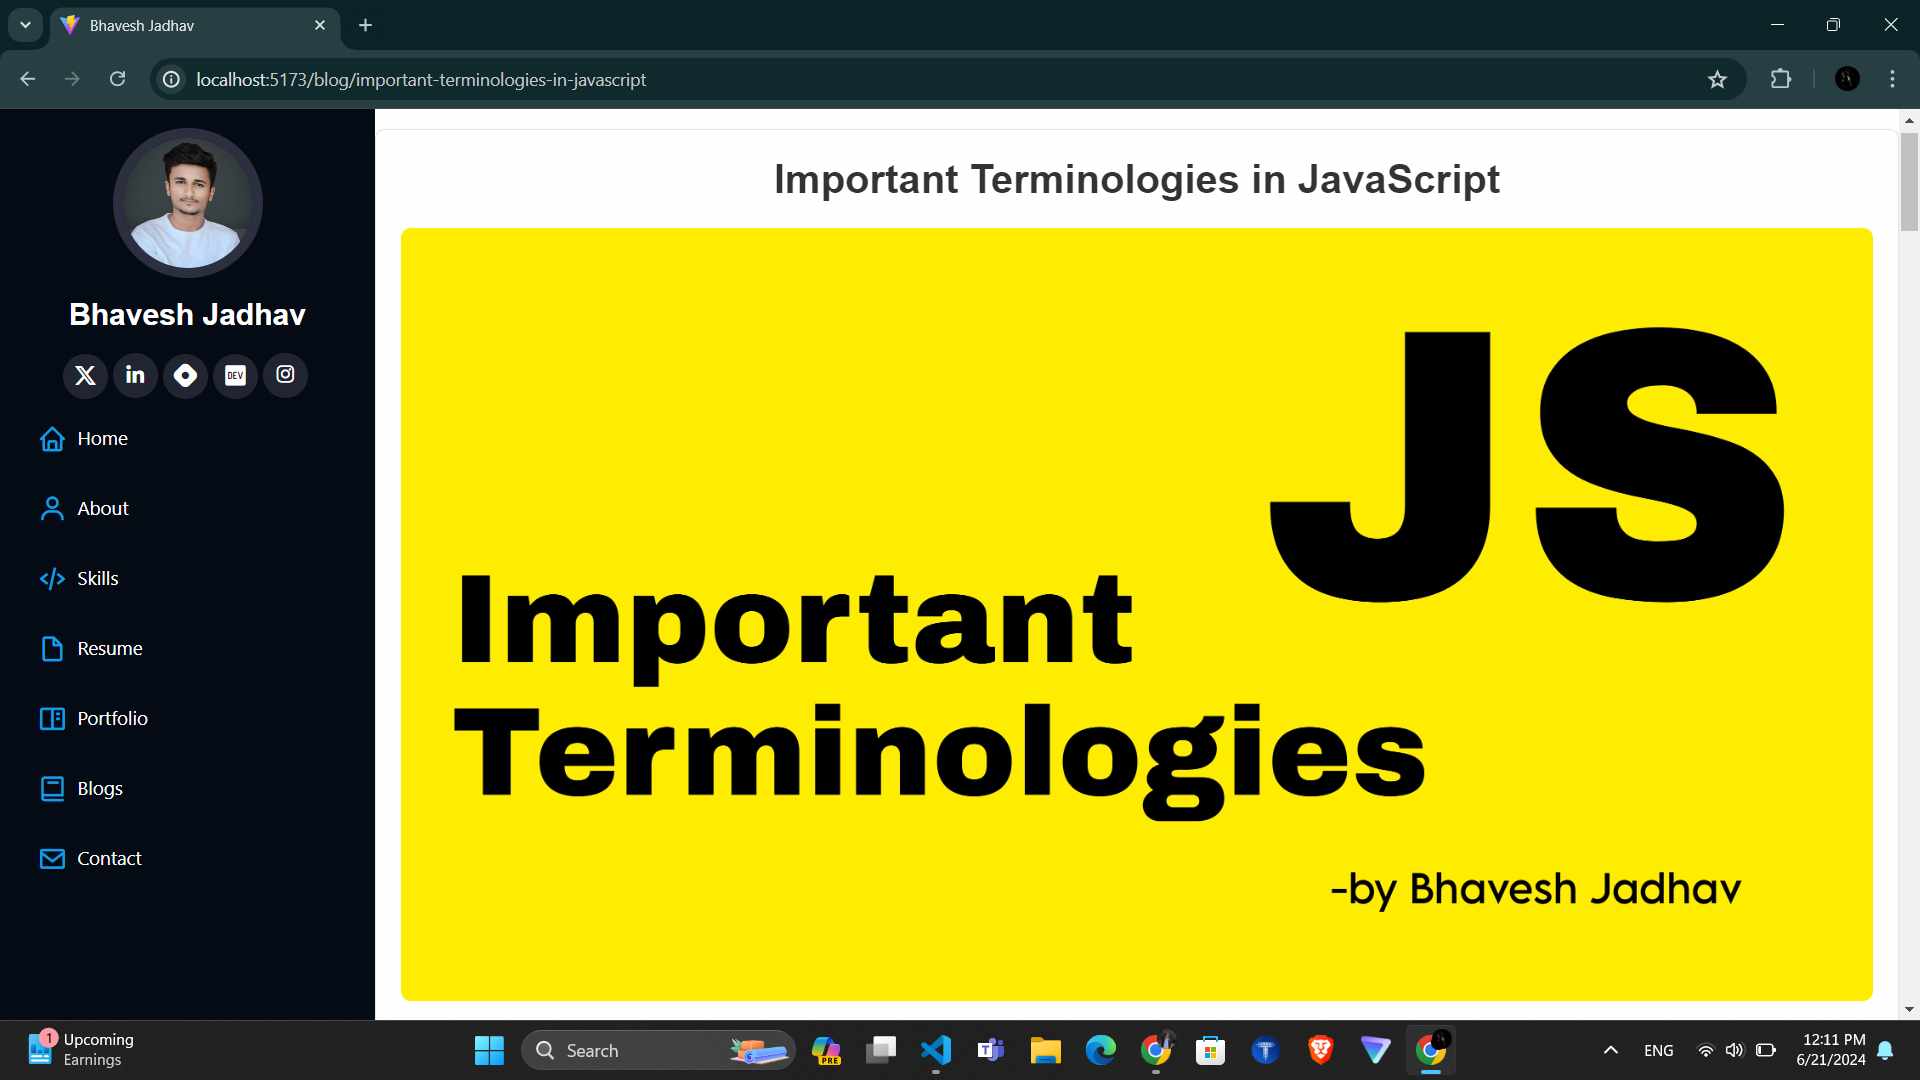 Bhavesh Jadhav
localhost:5173/blog/important-terminologies-in-javascript
Bhavesh Jadhav
in
DEV
Home
About
Skills
Resume
Portfolio
Blogs
Contact
Important Terminologies in JavaScript
JS
Important
Terminologies
-by Bhavesh Jadhav
1
Upcoming
Earnings
Search
PRE
T
ENG
12:11 PM
6/21/2024